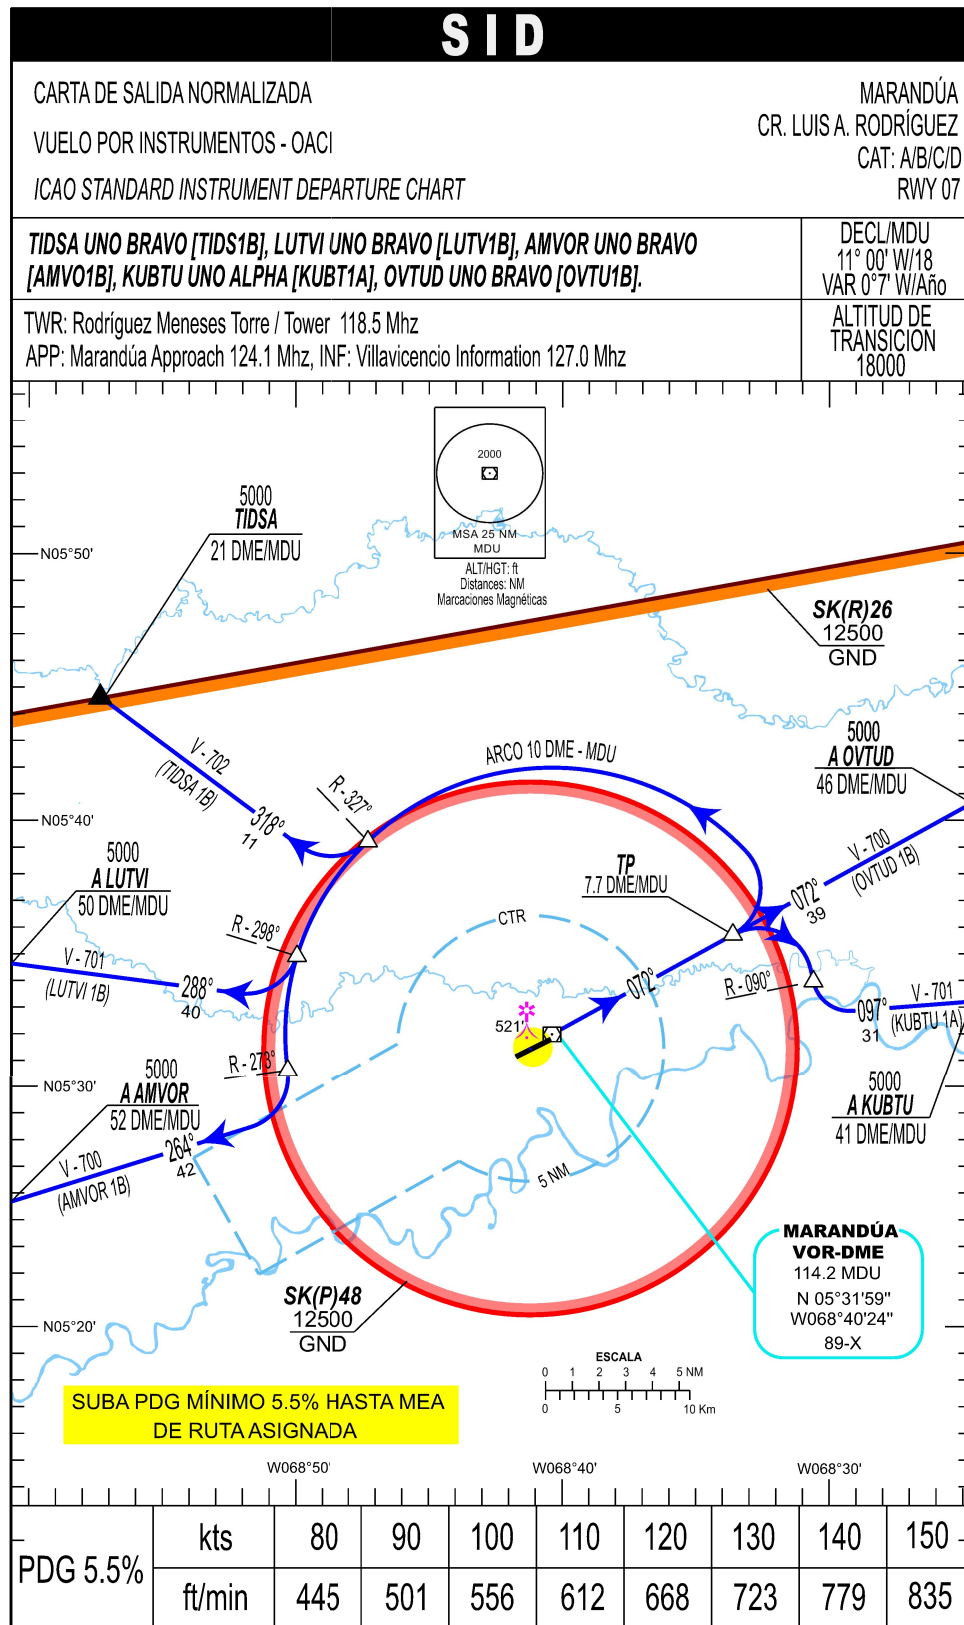 SID
CARTA DE SALIDA NORMALIZADA
VUELO POR INSTRUMENTOS - OACI
ICAO STANDARD INSTRUMENT DEPARTURE CHART
MARANDÚA
CR. LUIS A. RODRÍGUEZ
CAT: A/B/C/D
RWY 07
TIDSA UNO BRAVO [TIDS1B], LUTVI UNO BRAVO [LUTV1B], AMVOR UNO BRAVO
[AMVO1B], KUBTU UNO ALPHA [KUBT1A], OVTUD UNO BRAVO [OVTU1B].
DECL/MDU
11° 00' W/18
VAR 0°7' W/Año
TWR: Rodríguez Meneses Torre / Tower 118.5 Mhz
APP: Marandúa Approach 124.1 Mhz, INF: Villavicencio Information 127.0 Mhz
ALTITUD DE
TRANSICION
18000
2000
MSA 25 NM
MDU
ALT/HGT: ft
Distances: NM
Marcaciones Magnéticas
5000
TIDSA
21 DME/MDU
N05°50'
SK(R)26
12500
GND
V - 702
(TIDSA 1B)
318°
11
R - 327°
ARCO 10 DME - MDU
5000
A OVTUD
46 DME/MDU
N05°40'
V - 700
(OVTUD 1B)
072°
39
TP
7.7 DME/MDU
5000
A LUTVI
50 DME/MDU
R - 298°
CTR
V - 701
(LUTVI 1B)
288°
40
072°
R - 090°
097°
31
V - 701
(KUBTU 1A)
521'
R - 273°
N05°30'
5000
A AMVOR
52 DME/MDU
264°
42
V - 700
(AMVOR 1B)
5000
A KUBTU
41 DME/MDU
5 NM
MARANDÚA
VOR-DME
114.2 MDU
N 05°31'59"
W068°40'24"
89-X
SK(P)48
12500
GND
N05°20'
ESCALA
0 1 2 3 4 5 NM
0 5 10 Km
SUBA PDG MÍNIMO 5.5% HASTA MEA
DE RUTA ASIGNADA
W068°50'
W068°40'
W068°30'
PDG 5.5%
kts 80 90 100 110 120 130 140 150
ft/min 445 501 556 612 668 723 779 835